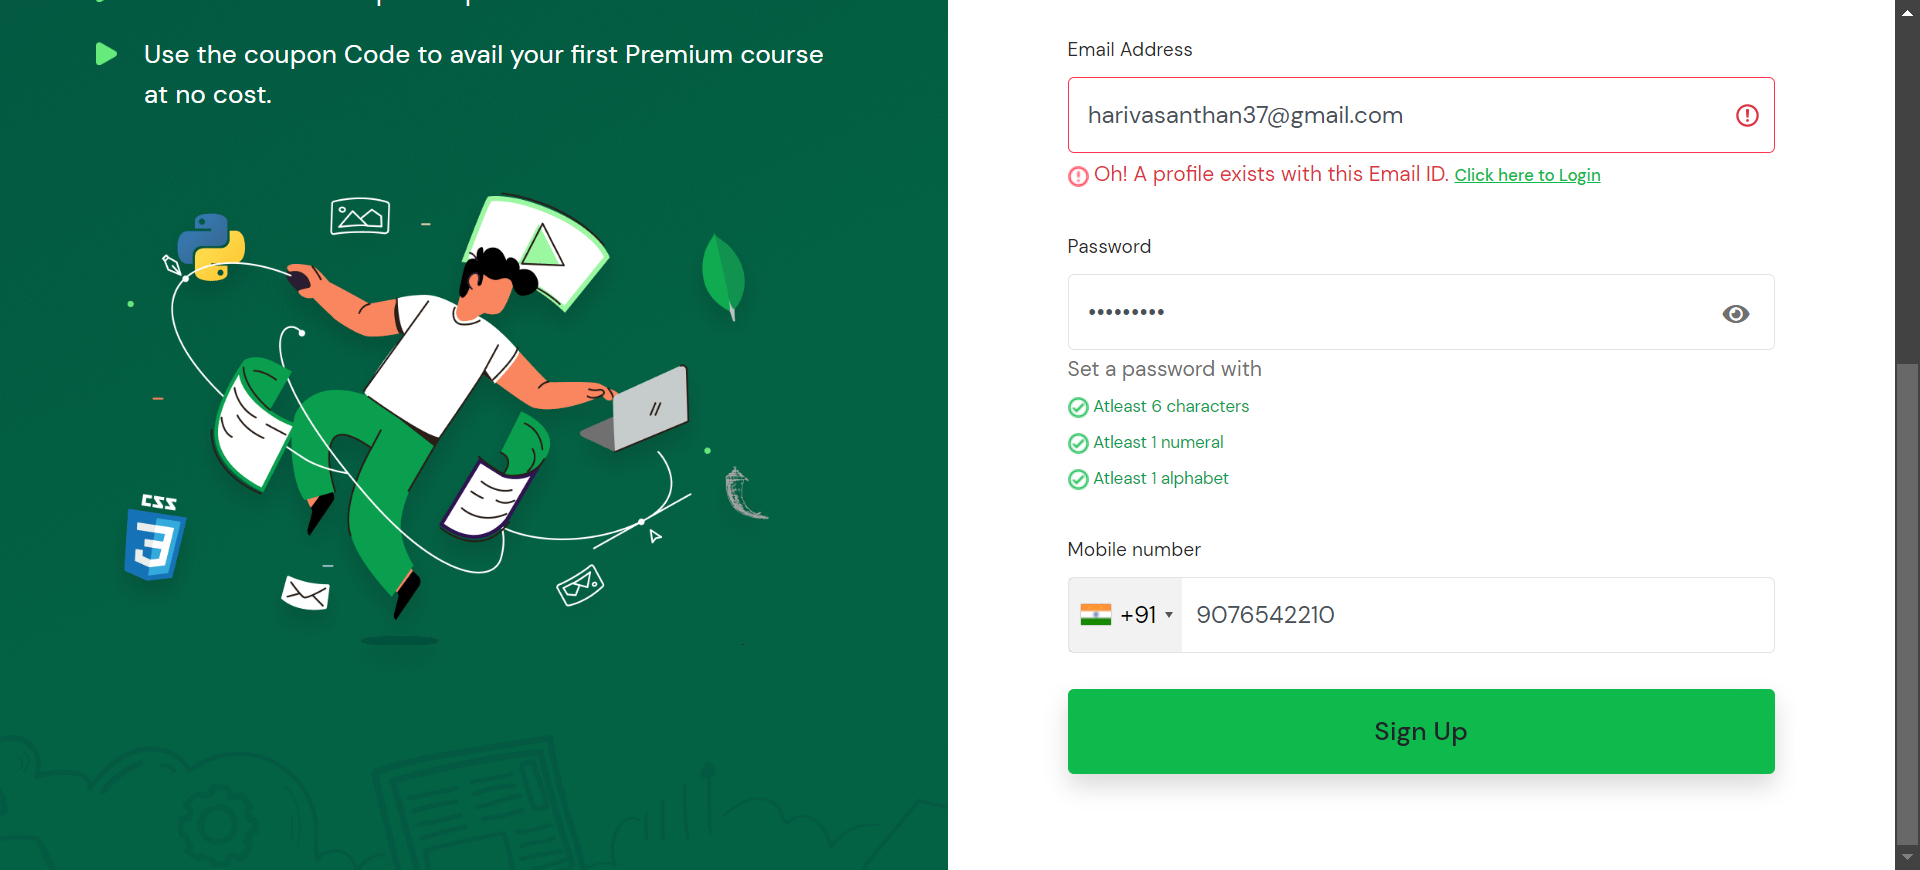 Use the coupon Code to avail your first Premium course
at no cost.
CSS
Email Address
harivasanthan37@gmail.com
Oh! A profile exists with this Email ID. Click here to Login
Password
•••••••••
Set a password with
Atleast 6 characters
Atleast 1 numeral
Atleast 1 alphabet
Mobile number
+91 9076542210
Sign Up